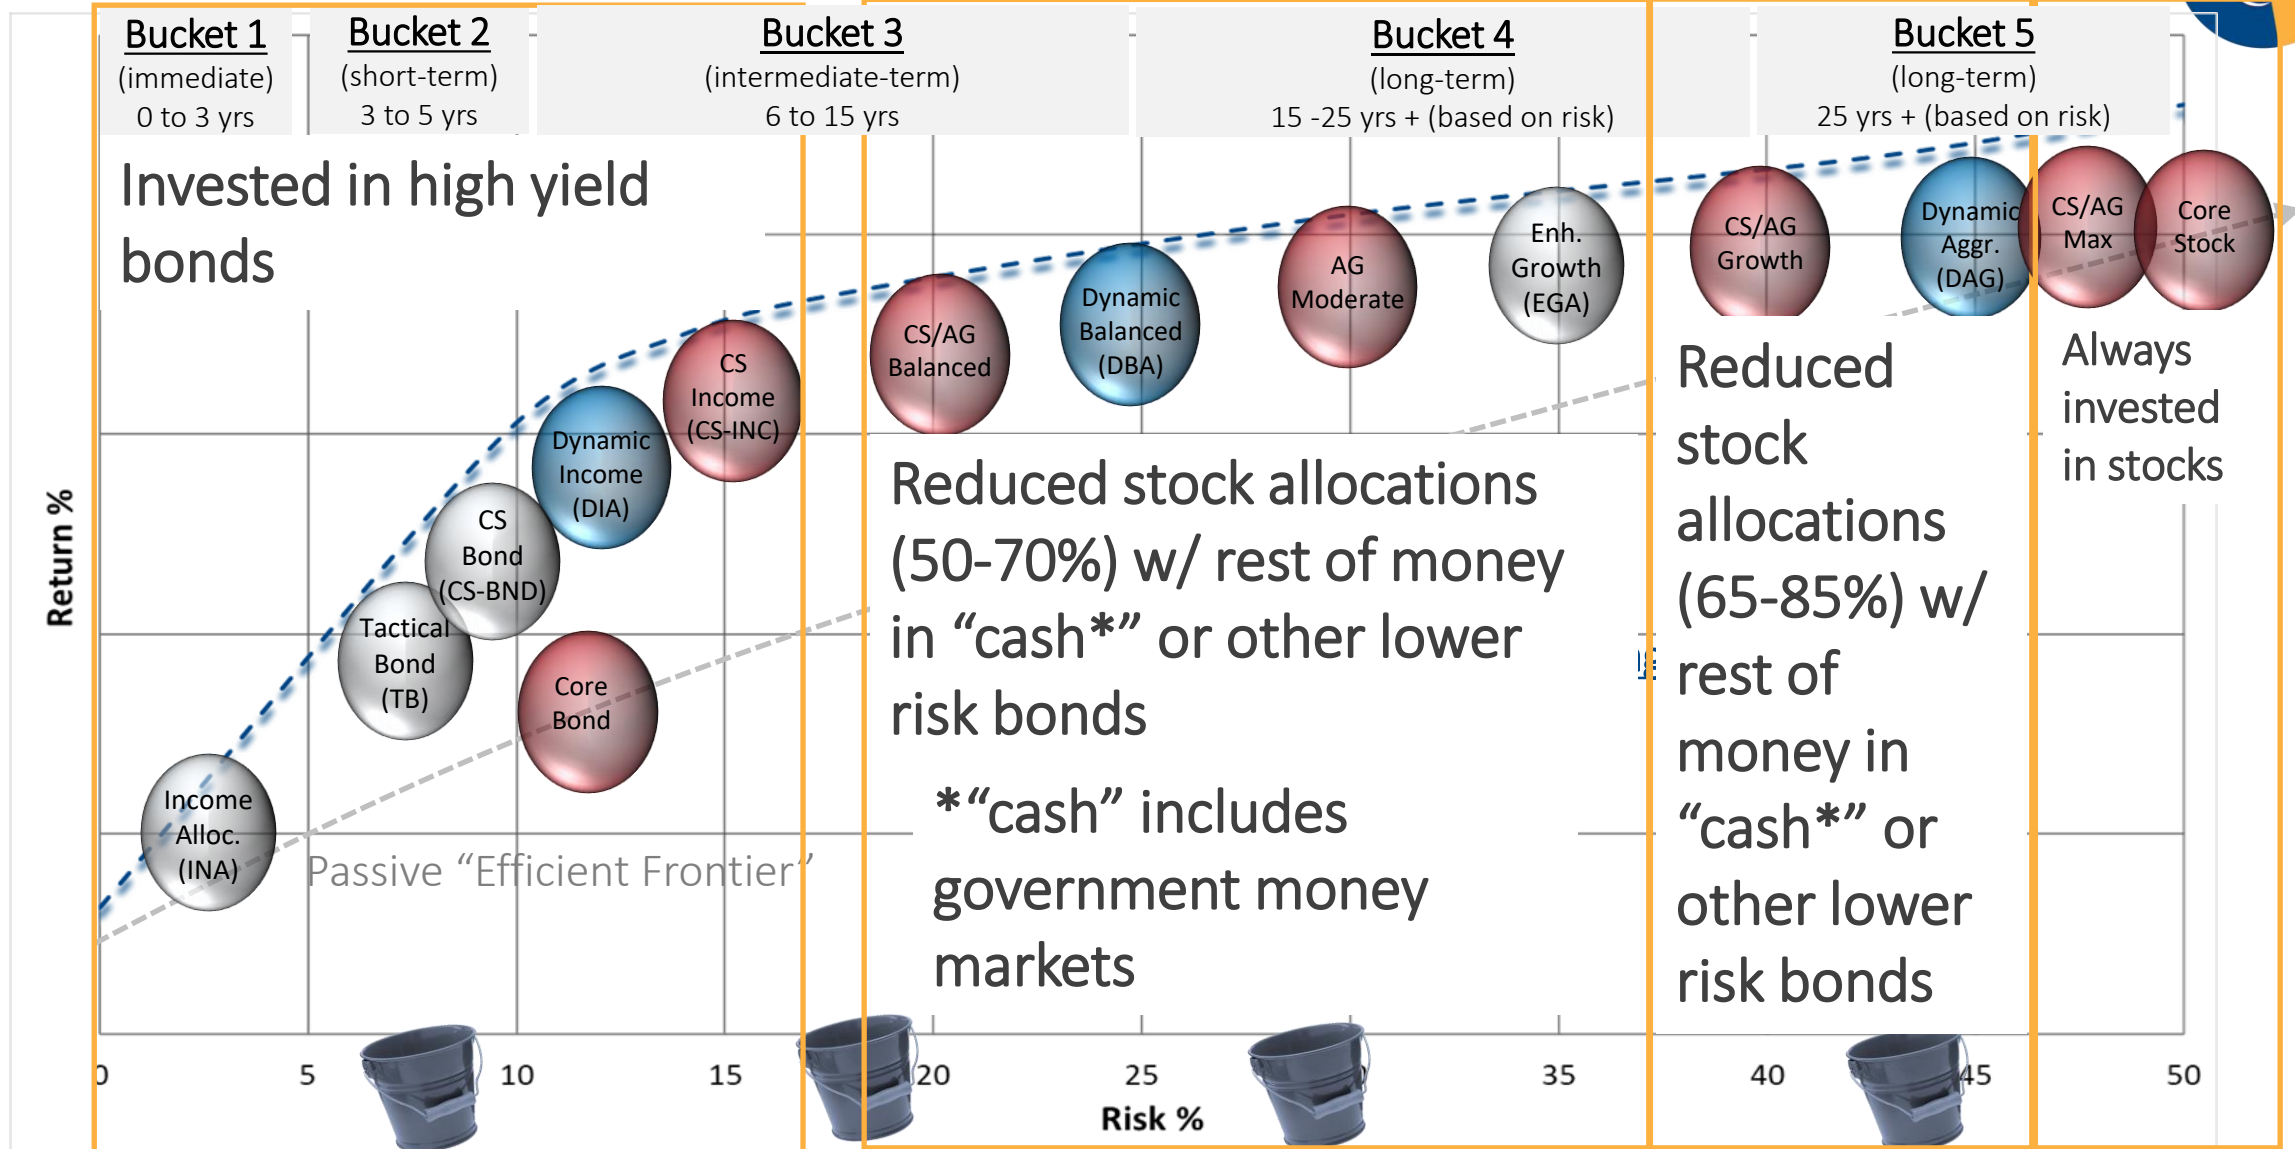 Bucket 1
(immediate)
0 to 3 yrs
Bucket 2
(short-term)
3 to 5 yrs
Bucket 3
(intermediate-term)
6 to 15 yrs
Bucket 4
(long-term)
15 -25 yrs + (based on risk)
Bucket 5
(long-term)
25 yrs + (based on risk)
Invested in high yield
bonds
Income
Alloc.
(INA)
Tactical
Bond
(TB)
CS
Bond
(CS-BND)
Core
Bond
Dynamic
Income
(DIA)
CS
Income
(CS-INC)
CS/AG
Balanced
Dynamic
Balanced
(DBA)
AG
Moderate
Enh.
Growth
(EGA)
CS/AG
Growth
Dynamic
Aggr.
(DAG)
CS/AG
Max
Core
Stock
Reduced stock allocations
(50-70%) w/ rest of money
in “cash*” or other lower
risk bonds
*“cash” includes
government money
markets
Reduced
stock
allocations
(65-85%) w/
rest of
money in
“cash*” or
other lower
risk bonds
Always
invested
in stocks
Passive “Efficient Frontier”
Return %
0 5 10 15 20 25 35 40 45 50
Risk %